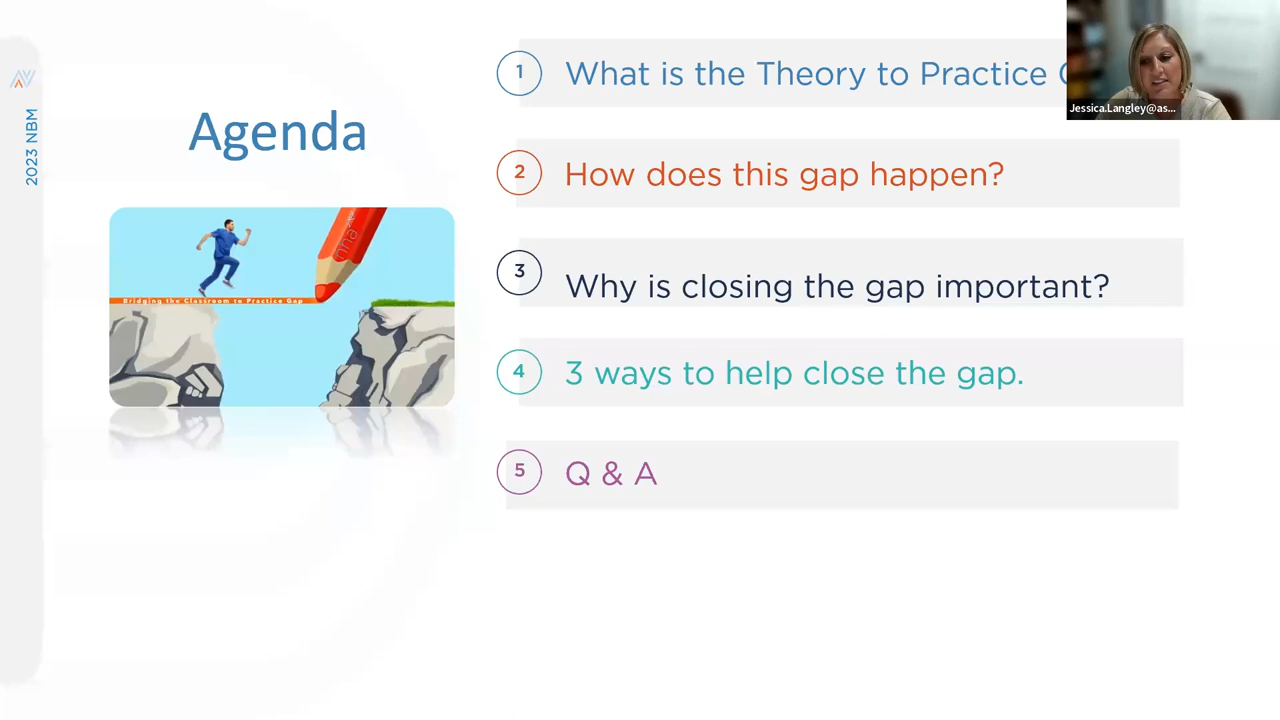 2023 NBM
Agenda
nna
Bridging the Classroom to Practice Gap
1 What is the Theory to Practice
2 How does this gap happen?
3 Why is closing the gap important?
4 3 ways to help close the gap.
5 Q & A
Jessica.Langley@as...